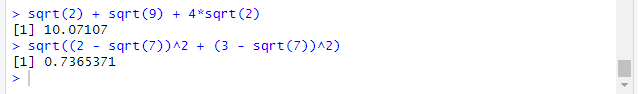 > sqrt(2) + sqrt(9) + 4*sqrt(2)
[1] 10.07107
> sqrt((2 - sqrt(7))^2 + (3 - sqrt(7))^2)
[1] 0.7365371
>